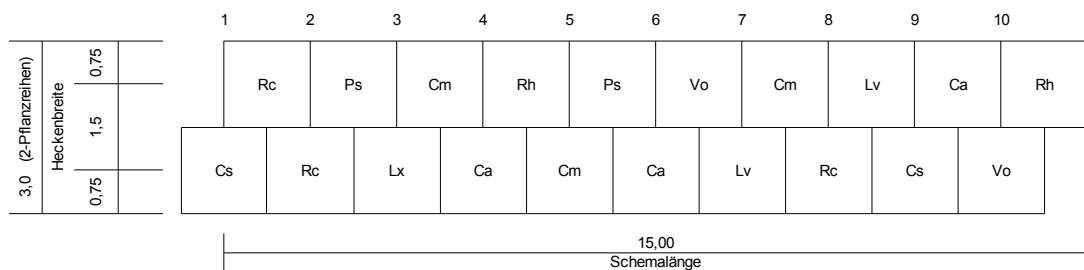 1 2 3 4 5 6 7 8 9 10
3,0 (2-Pflanzreihen)
Heckenbreite
0,75
1,5
0,75
Rc Ps Cm Rh Ps Vo Cm Lv Ca Rh
Cs Rc Lx Ca Cm Ca Lv Rc Cs Vo
15,00
Schemalänge